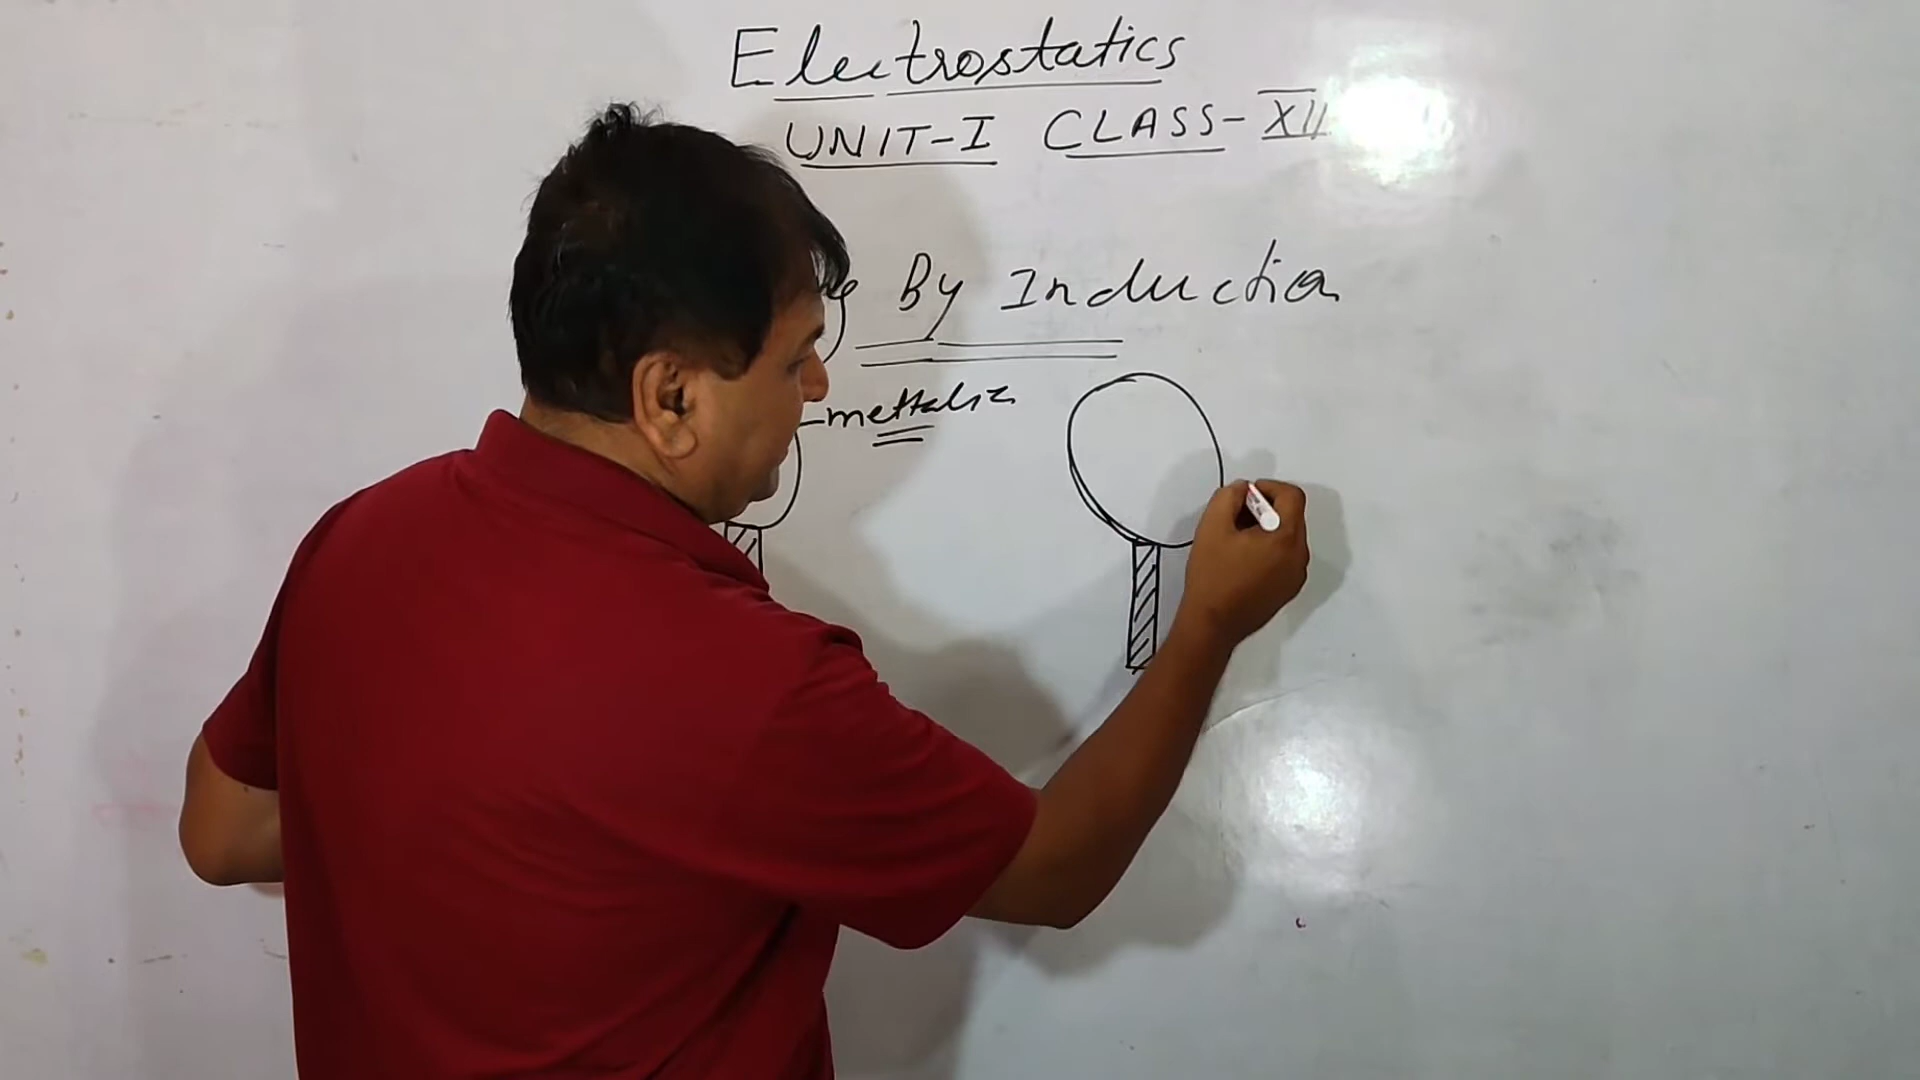 Electrostatics
UNIT-I CLASS-XII
By Induction
mettalic